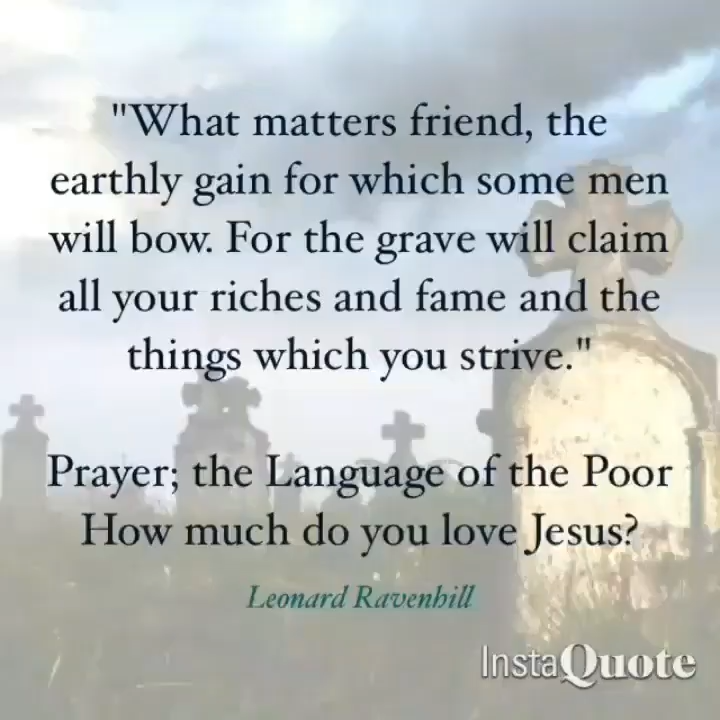 "What matters friend, the
earthly gain for which some men
will bow. For the grave will claim
all your riches and fame and the
things which you strive."
Prayer; the Language of the Poor
How much do you love Jesus?
Leonard Ravenhill
InstaQuote